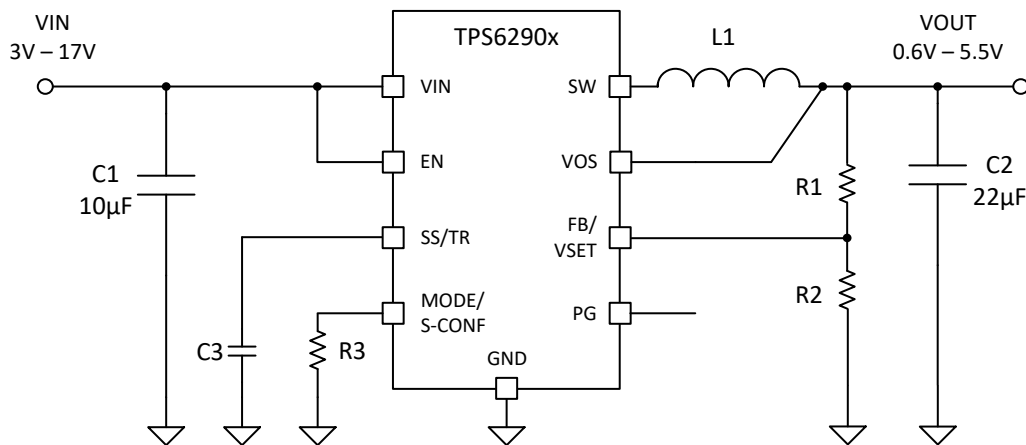 VIN
3V – 17V
TPS6290x
L1
VOUT
0.6V – 5.5V
VIN
SW
EN
VOS
C1
10µF
R1
C2
22µF
SS/TR
FB/
VSET
R2
MODE/
S-CONF
PG
C3
R3
GND